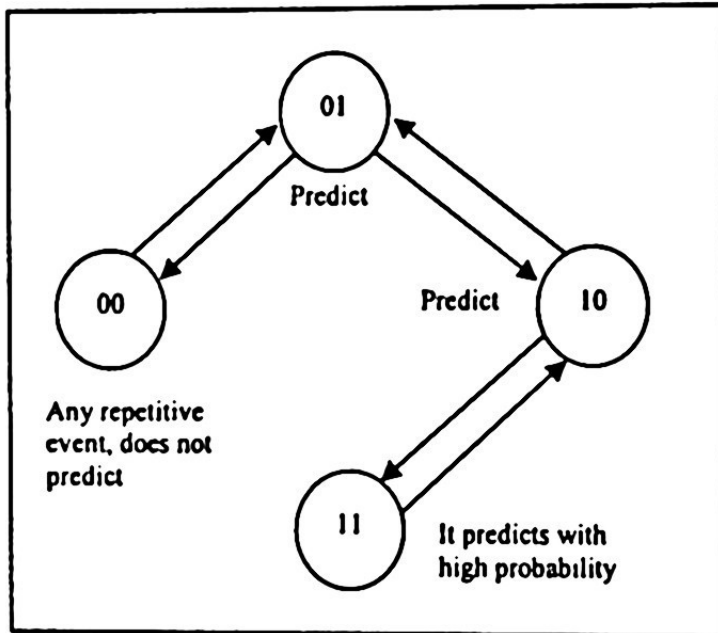 01
Predict
00
Predict
10
Any repetitive
event, does not
predict
11
It predicts with
high probability